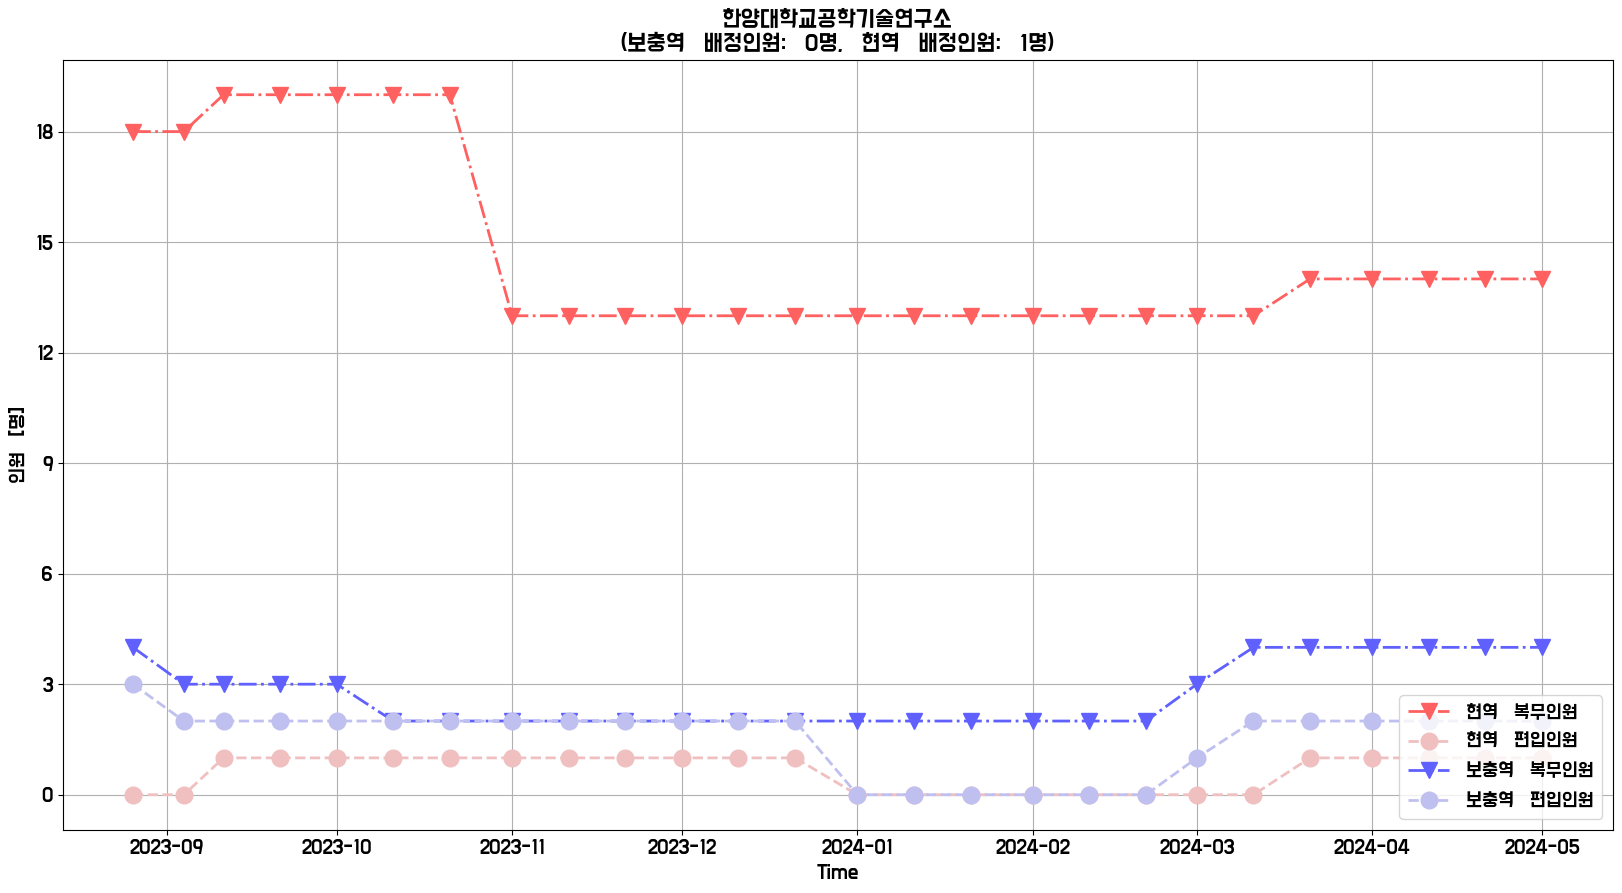 한양대학교공학기술연구소
(보충역 배정인원: 0명, 현역 배정인원: 1명)
인원 [명]
18
15
12
9
6
3
0
현역 복무인원
현역 편입인원
보충역 복무인원
보충역 편입인원
2023-09 2023-10 2023-11 2023-12 2024-01 2024-02 2024-03 2024-04 2024-05
Time